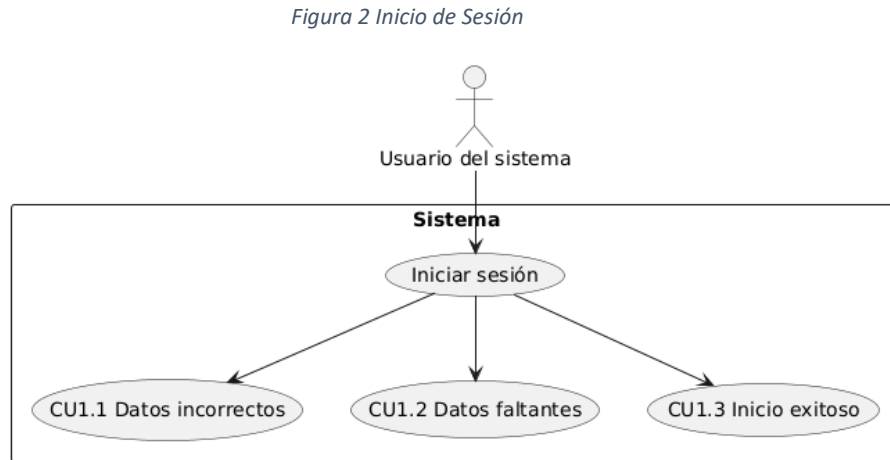 Figura 2 Inicio de Sesión
Usuario del sistema
Sistema
Iniciar sesión
CU1.1 Datos incorrectos
CU1.2 Datos faltantes
CU1.3 Inicio exitoso